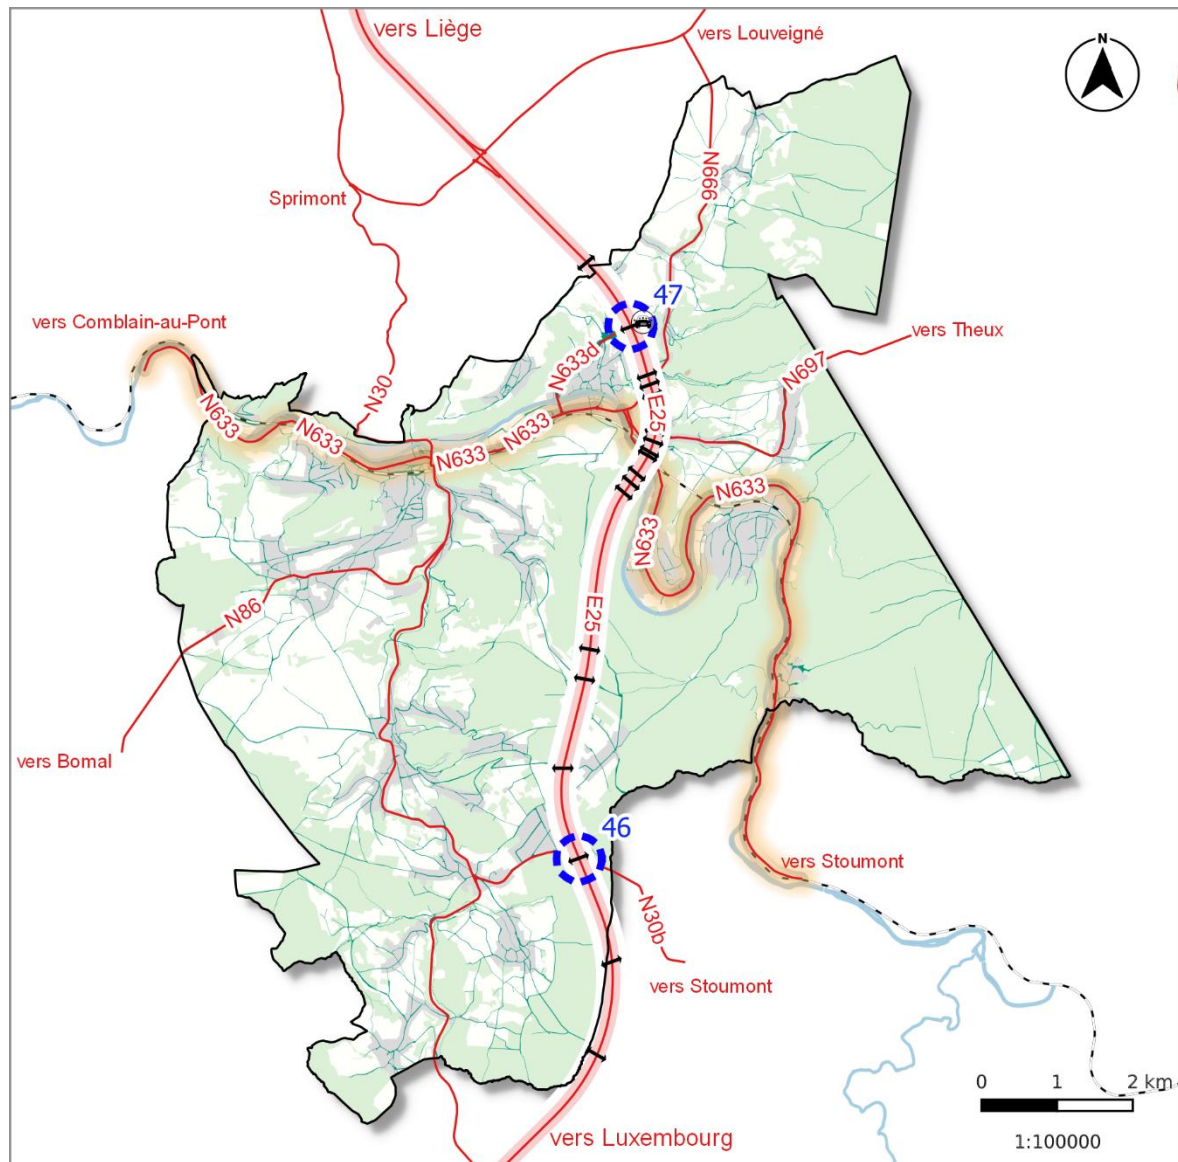 vers Liège
vers Louveigné
N
N666
Sprimont
47
vers Comblain-au-Pont
vers Theux
N633d
N697
N30
E25
N633
N633
N633
N633
N633
N633
E25
N86
vers Bomal
46
vers Stoumont
N30b
vers Stoumont
0 1 2 km
vers Luxembourg
1:100000